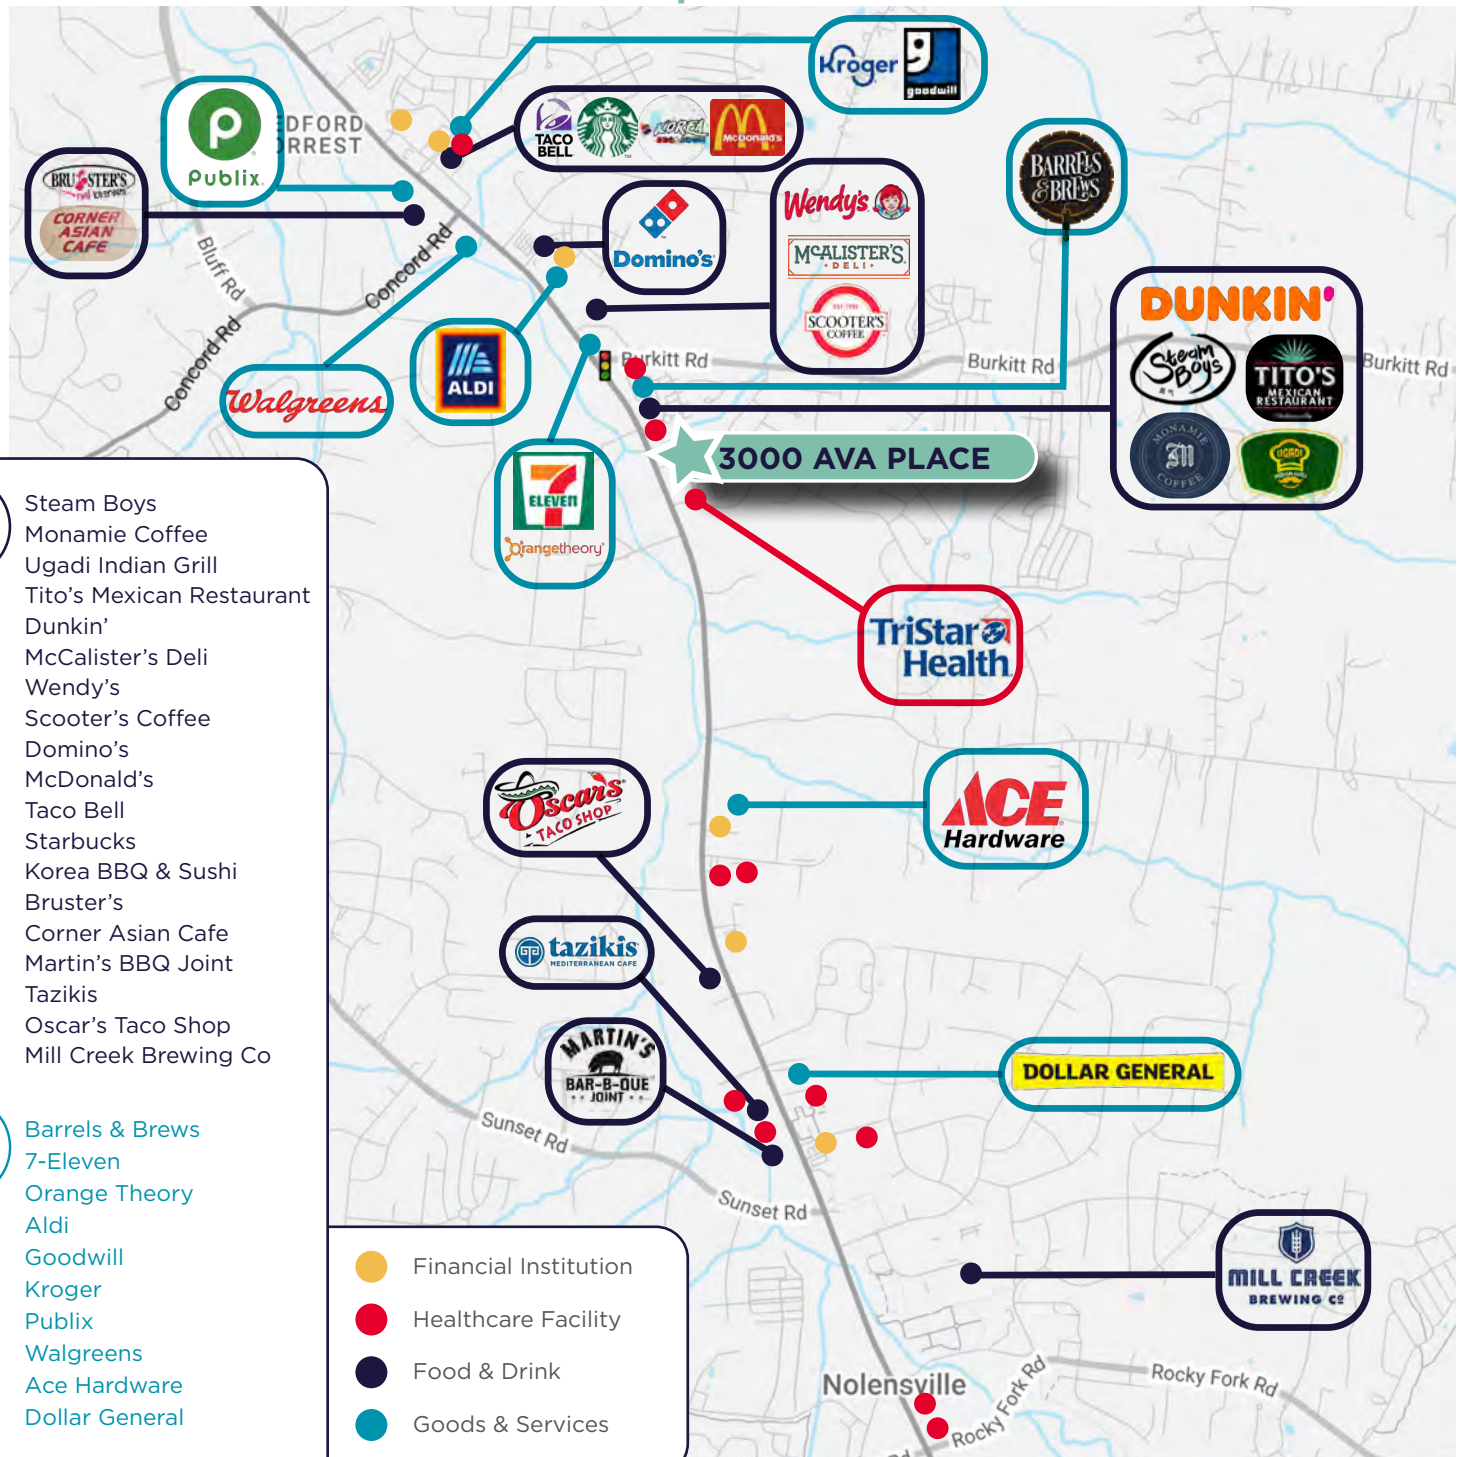 Kroger
goodwill
DFORD
RREST
TACO
BELL
KOREA
McDonald's
Publix.
BRUSTER'S
CORNER
ASIAN
CAFE
BARRELS
& BREWS
Wendy's
McALISTER'S
• DELI •
SCOOTER'S
COFFEE
Domino's
Bluff Rd
Concord Rd
Concord Rd
ALDI
Walgreens
Burkitt Rd
Burkitt Rd
Burkitt Rd
DUNKIN'
Steam
Boys
TITO'S
MEXICAN
RESTAURANT
MONAMIE
M
COFFEE
UGADI
3000 AVA PLACE
7
ELEVEN
Orangetheory
TriStar
Health
Oscar's
TACO SHOP
ACE
Hardware
tazikis
MEDITERRANEAN CAFE
MARTIN'S
BAR-B-QUE
JOINT
DOLLAR GENERAL
Sunset Rd
Sunset Rd
MILL CREEK
BREWING Co
Nolensville
Rocky Fork Rd
Rocky Fork Rd
Rd
Steam Boys
Monamie Coffee
Ugadi Indian Grill
Tito's Mexican Restaurant
Dunkin'
McCalister's Deli
Wendy's
Scooter's Coffee
Domino's
McDonald's
Taco Bell
Starbucks
Korea BBQ & Sushi
Bruster's
Corner Asian Cafe
Martin's BBQ Joint
Tazikis
Oscar's Taco Shop
Mill Creek Brewing Co
Barrels & Brews
7-Eleven
Orange Theory
Aldi
Goodwill
Kroger
Publix
Walgreens
Ace Hardware
Dollar General
Financial Institution
Healthcare Facility
Food & Drink
Goods & Services